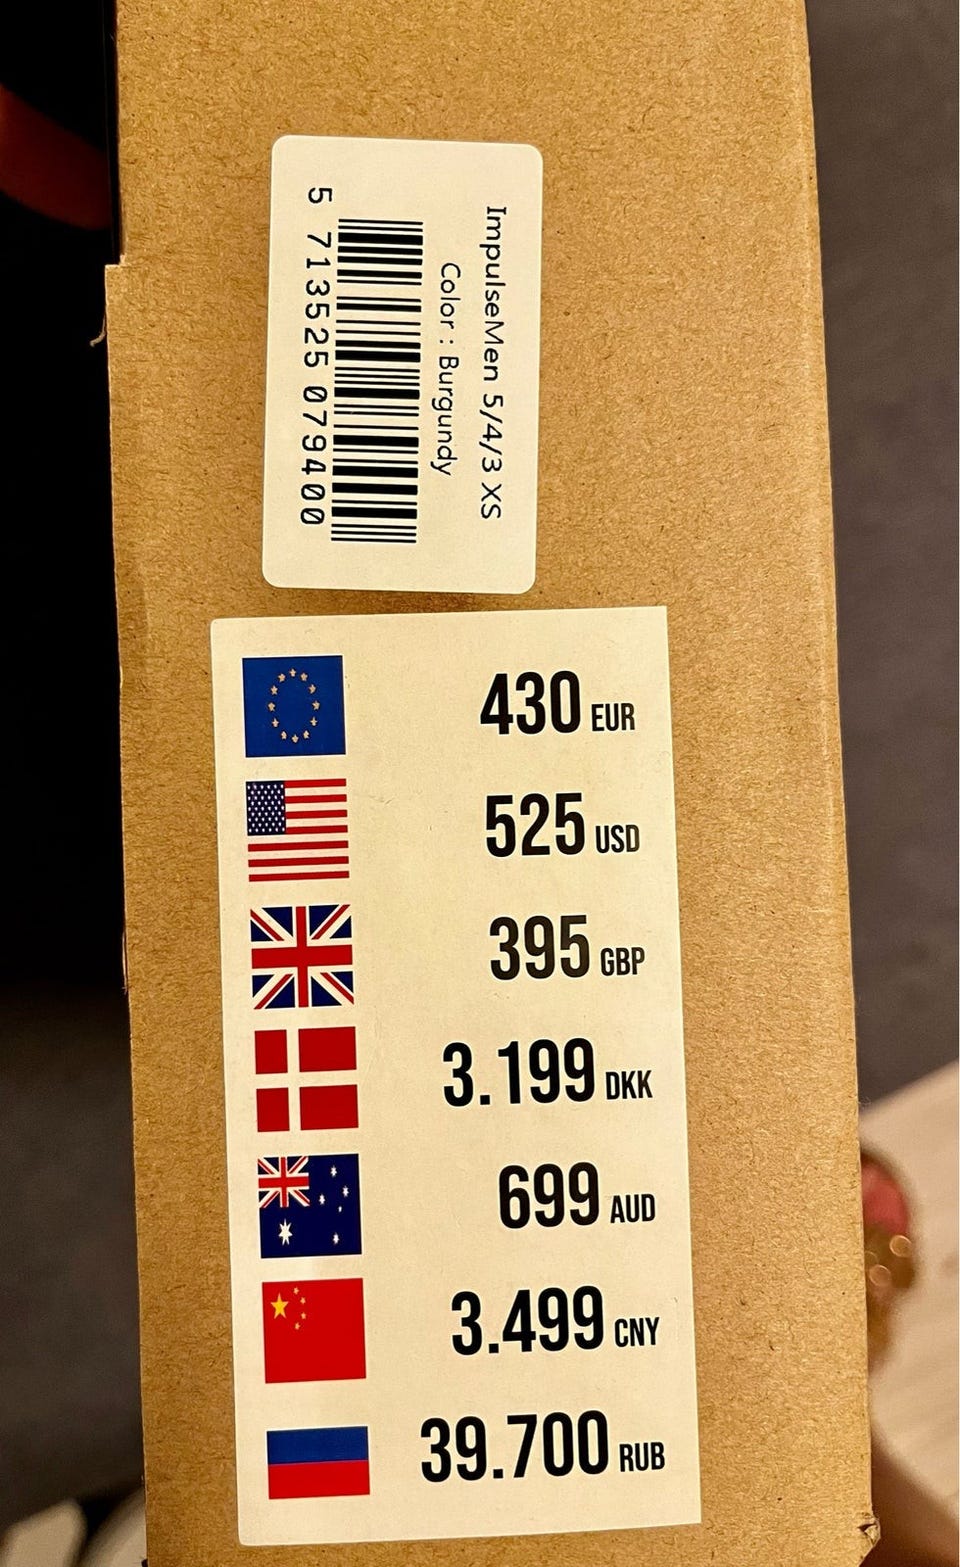 ImpulseMen 5/4/3 XS
Color : Burgundy
5 713525 079400
430 EUR
525 USD
395 GBP
3.199 DKK
699 AUD
3.499 CNY
39.700 RUB